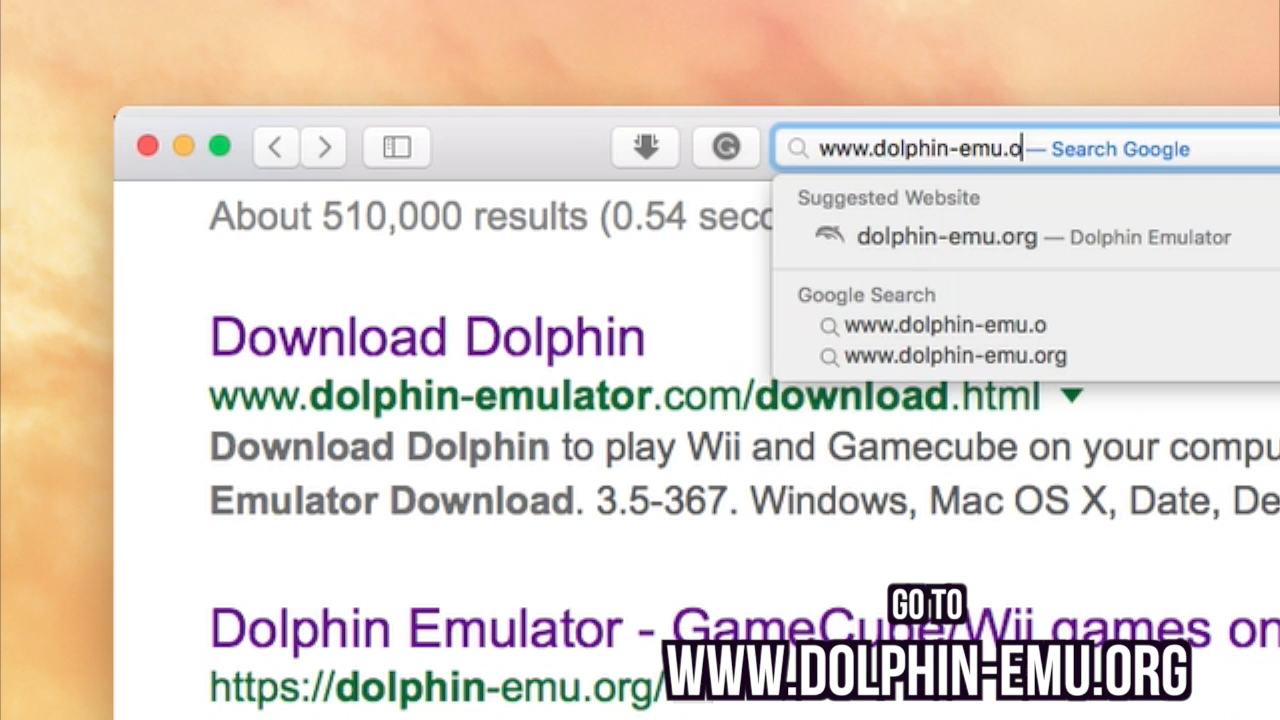 www.dolphin-emu.o — Search Google
Suggested Website
dolphin-emu.org — Dolphin Emulator
Google Search
www.dolphin-emu.o
www.dolphin-emu.org
About 510,000 results (0.54
Download Dolphin
www.dolphin-emulator.com/download.html
Download Dolphin to play Wii and Gamecube on your compu
Emulator Download. 3.5-367. Windows, Mac OS X, Date, De
Dolphin Emulator - GameCube/Wii games on
https://dolphin-emu.org/
GO TO
WWW.DOLPHIN-EMU.ORG